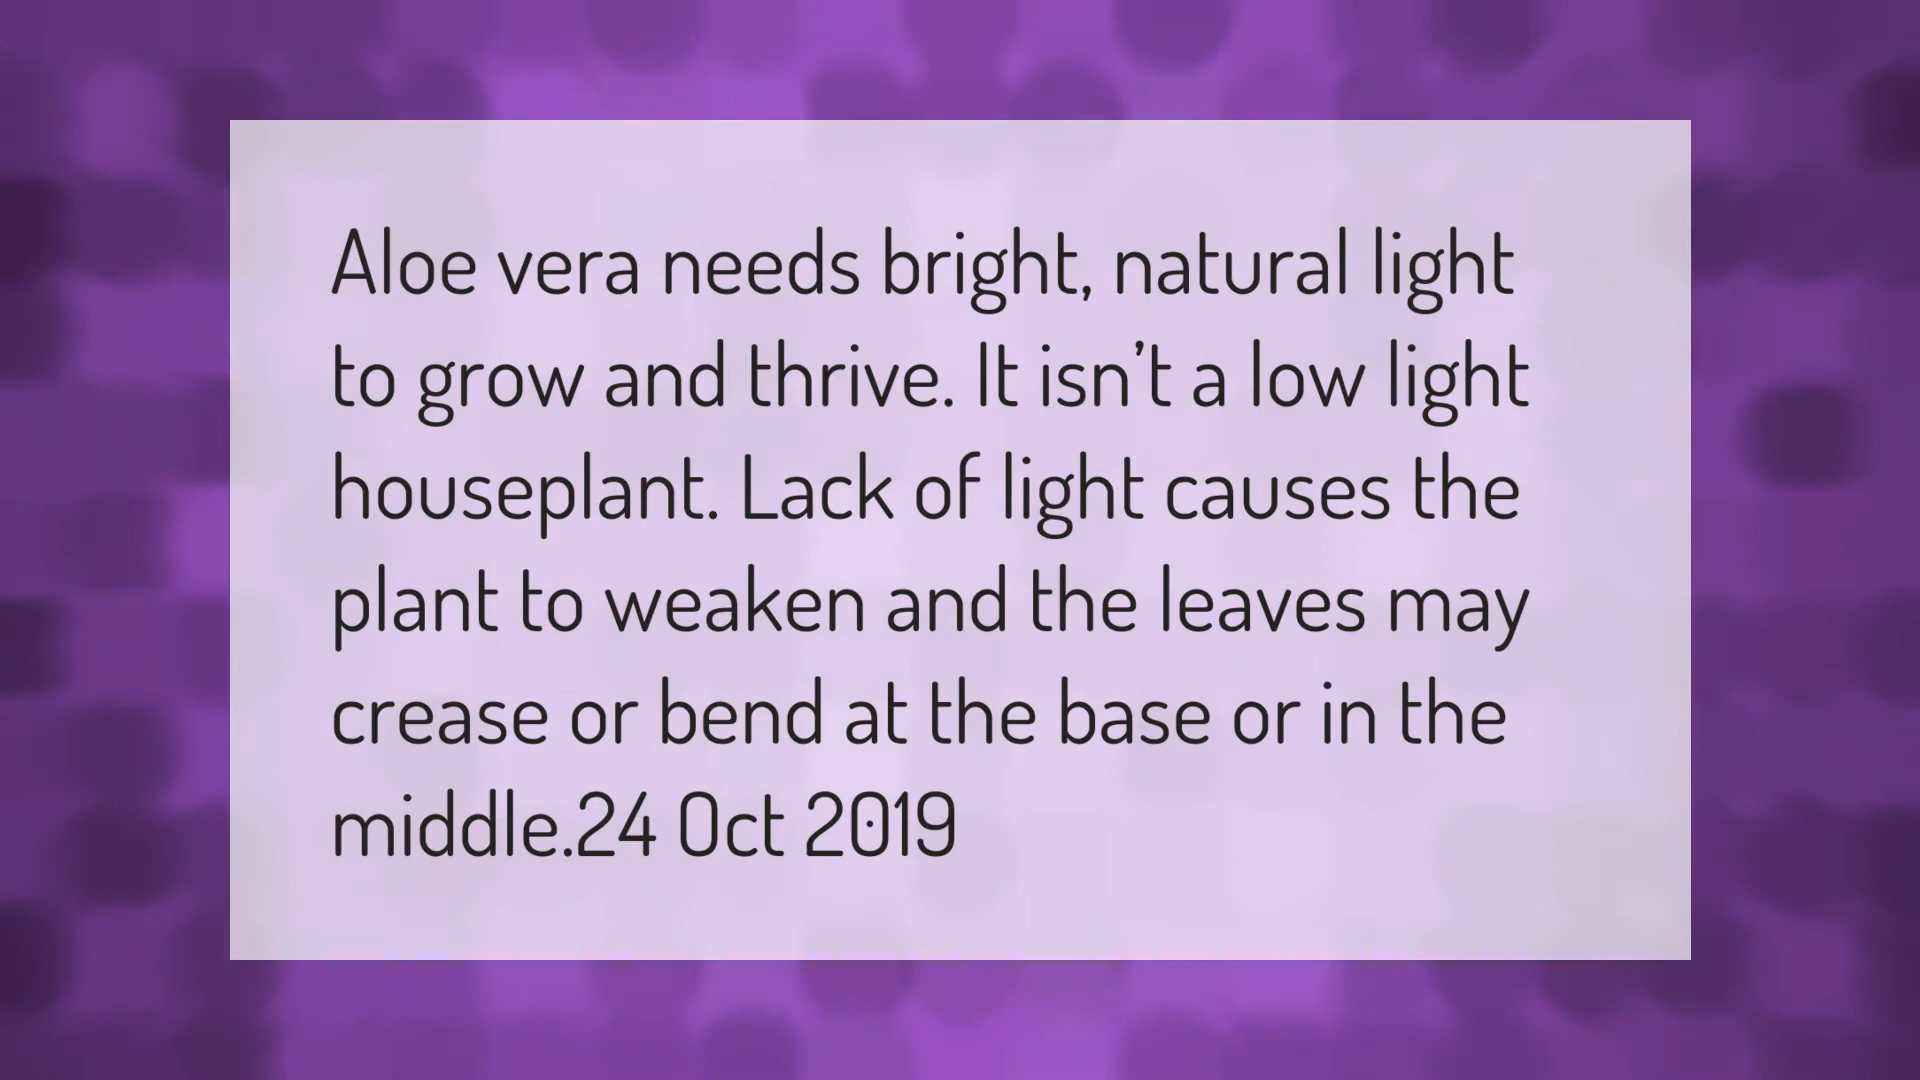 Aloe vera needs bright, natural light
to grow and thrive. It isn’t a low light
houseplant. Lack of light causes the
plant to weaken and the leaves may
crease or bend at the base or in the
middle.24 Oct 2019